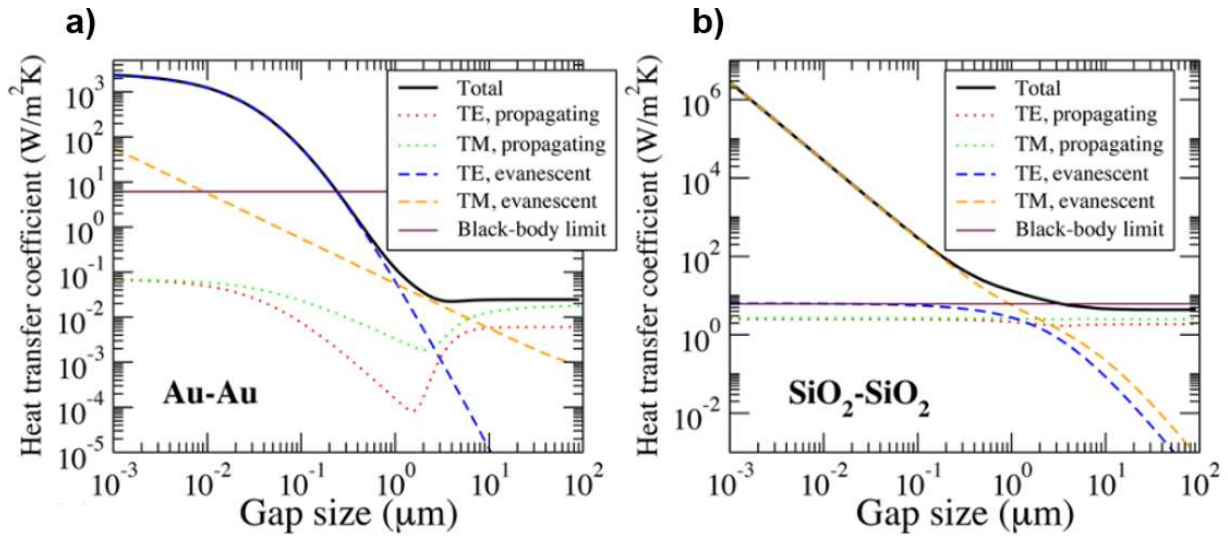 a)
Heat transfer coefficient (W/m²K)
10³
10²
10¹
10⁰
10⁻¹
10⁻²
10⁻³
10⁻⁴
10⁻⁵
Total
TE, propagating
TM, propagating
TE, evanescent
TM, evanescent
Black-body limit
Au-Au
10⁻³ 10⁻² 10⁻¹ 10⁰ 10¹ 10²
Gap size (μm)
b)
Heat transfer coefficient (W/m²K)
10⁶
10⁴
10²
10⁰
10⁻²
Total
TE, propagating
TM, propagating
TE, evanescent
TM, evanescent
Black-body limit
SiO₂-SiO₂
10⁻³ 10⁻² 10⁻¹ 10⁰ 10¹ 10²
Gap size (μm)